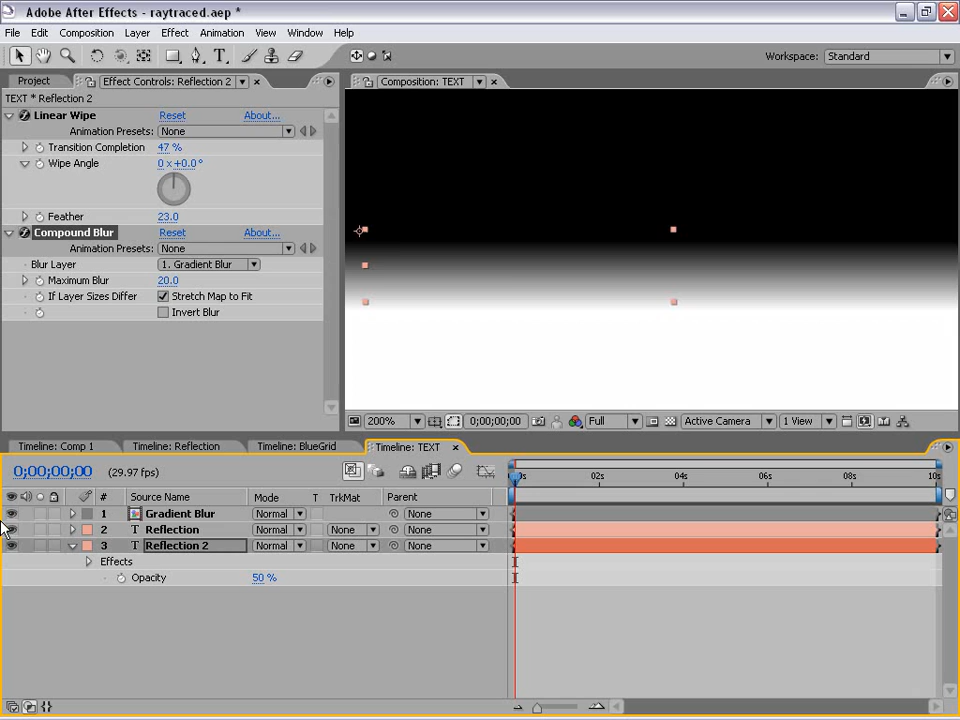 Adobe After Effects - raytraced.aep *
File Edit Composition Layer Effect Animation View Window Help
Workspace: Standard
Project Effect Controls: Reflection 2
Composition: TEXT
TEXT * Reflection 2
Linear Wipe Reset About...
Animation Presets: None
Transition Completion 47 %
Wipe Angle 0 x+0.0°
Feather 23.0
Compound Blur Reset About...
Animation Presets: None
Blur Layer 1. Gradient Blur
Maximum Blur 20.0
If Layer Sizes Differ Stretch Map to Fit
Invert Blur
200% 0;00;00;00 Full Active Camera 1 View
Timeline: Comp 1 Timeline: Reflection Timeline: BlueGrid Timeline: TEXT
0;00;00;00 (29.97 fps)
02s 04s 06s 08s 10s
# Source Name Mode T TrkMat Parent
1 Gradient Blur Normal None
2 T Reflection Normal None None
3 T Reflection 2 Normal None None
Effects
Opacity 50 %